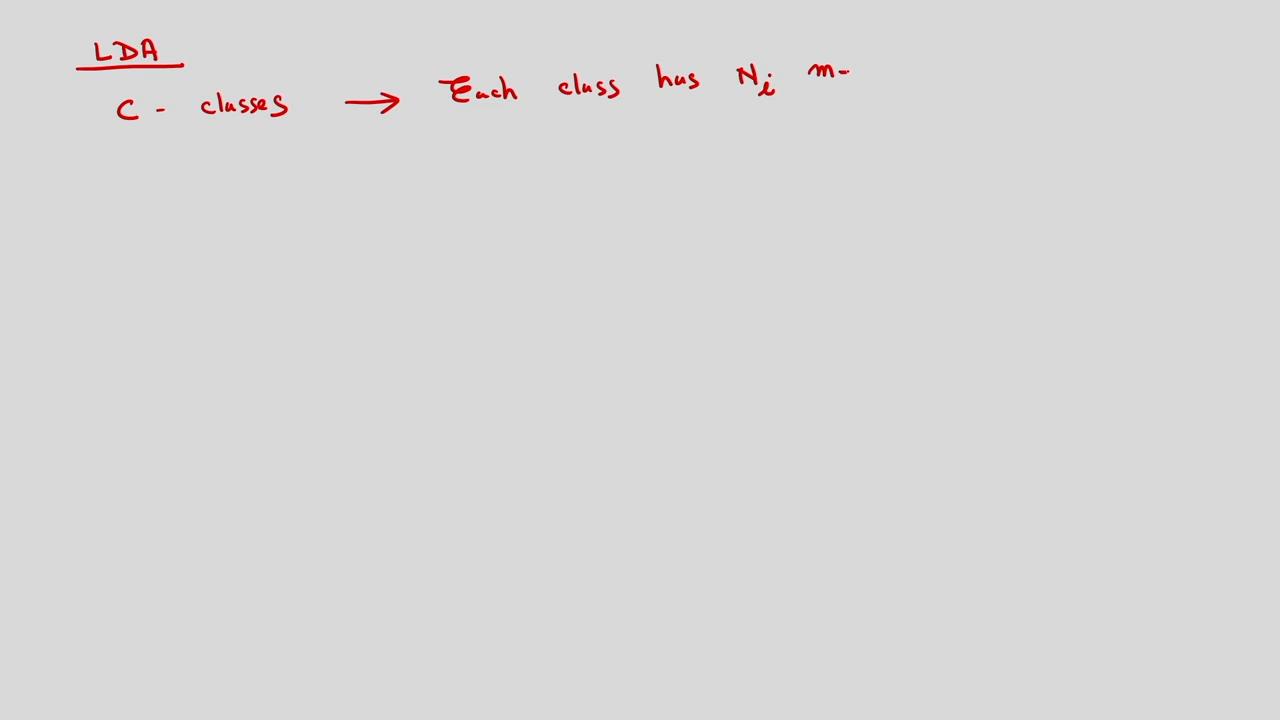 LDA
C - classes → Each class has Nᵢ m-